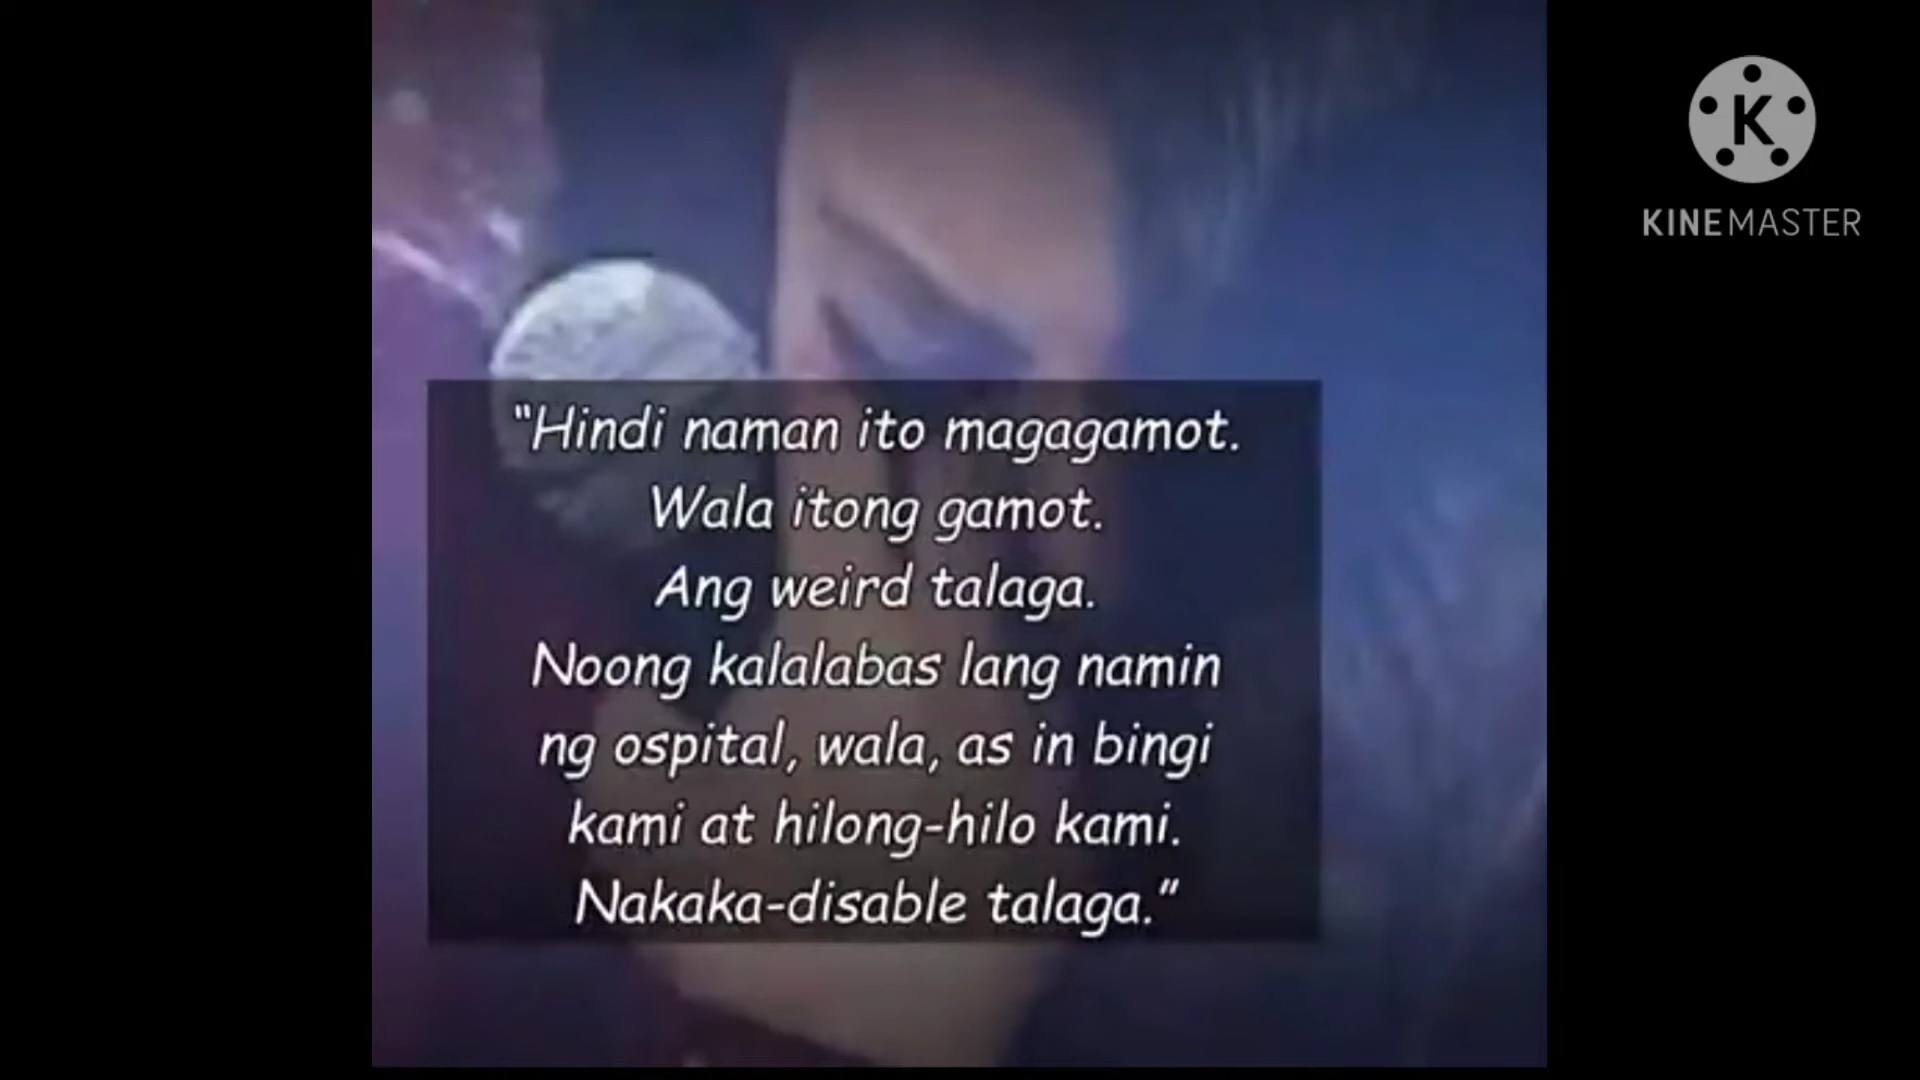 “Hindi naman ito magagamot.
Wala itong gamot.
Ang weird talaga.
Noong kalalabas lang namin
ng ospital, wala, as in bingi
kami at hilong-hilo kami.
Nakaka-disable talaga.”
K
KINEMASTER